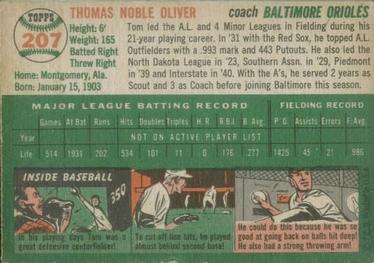 TOPPS
207
THOMAS NOBLE OLIVER coach BALTIMORE ORIOLES
Height: 6'
Weight: 165
Batted Right
Threw Right
Home: Montgomery, Ala.
Born: January 15, 1903
Tom led the A.L. and 4 Minor Leagues in Fielding during his
21-year playing career. In '31 with the Red Sox, he topped A.L.
Outfielders with a .993 mark and 443 Putouts. He also led the
North Dakota League in '23, Southern Assn. in '29, Piedmont
in '39 and Interstate in '40. With the A's, he served 2 years as
Scout and 3 as Coach before joining Baltimore this season.
MAJOR LEAGUE BATTING RECORD FIELDING RECORD
Games At Bat Runs Hits Doubles Triples H.R. R.B.I. B. Avg. P.O. Assists Errors F. Avg.
Year NOT ON ACTIVE PLAYER LIST
Life 514 1931 202 534 101 11 0 176 .277 1425 45 21 .986
INSIDE BASEBALL
350
In his playing days Tom was a
great defensive centerfielder!
To cut off line hits, he played
almost behind second base!
He could do this because he was so
good at going back on balls hit deep!
He also had a strong throwing arm!